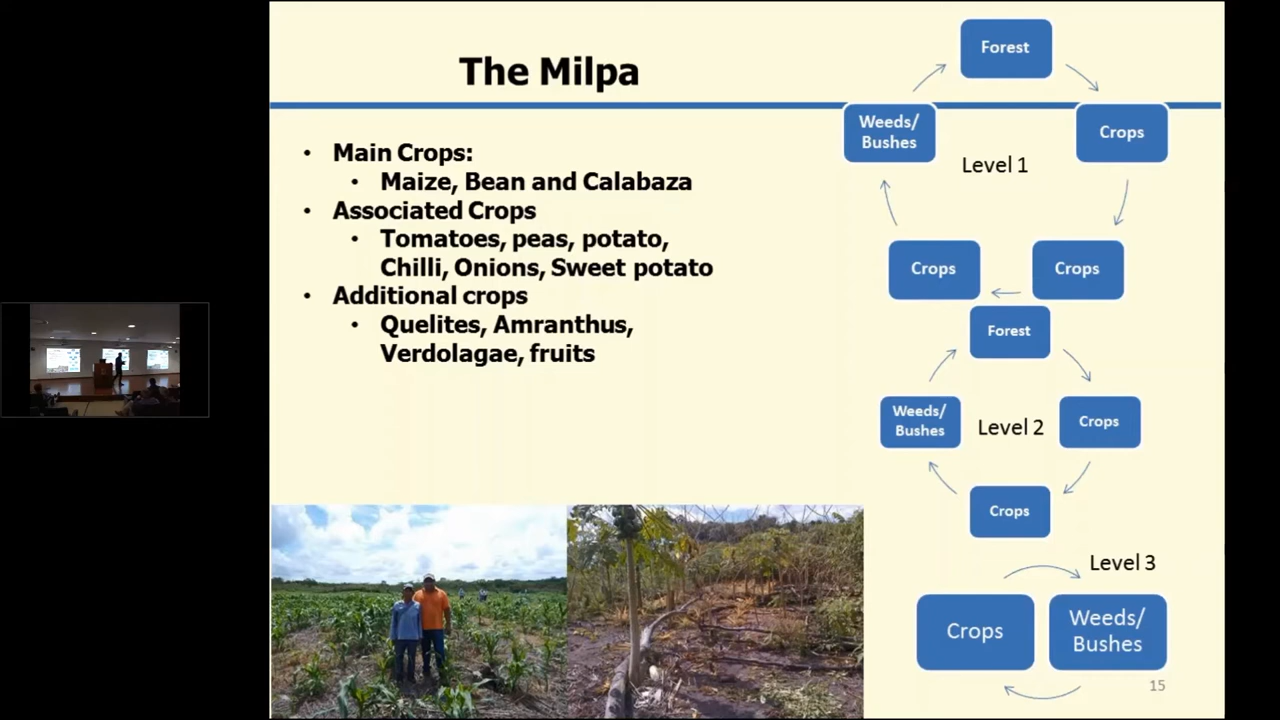 The Milpa
• Main Crops:
• Maize, Bean and Calabaza
• Associated Crops
• Tomatoes, peas, potato,
Chilli, Onions, Sweet potato
• Additional crops
• Quelites, Amranthus,
Verdolagae, fruits
Forest
Weeds/
Bushes
Crops
Level 1
Crops
Crops
Forest
Weeds/
Bushes
Level 2
Crops
Crops
Level 3
Crops
Weeds/
Bushes
15